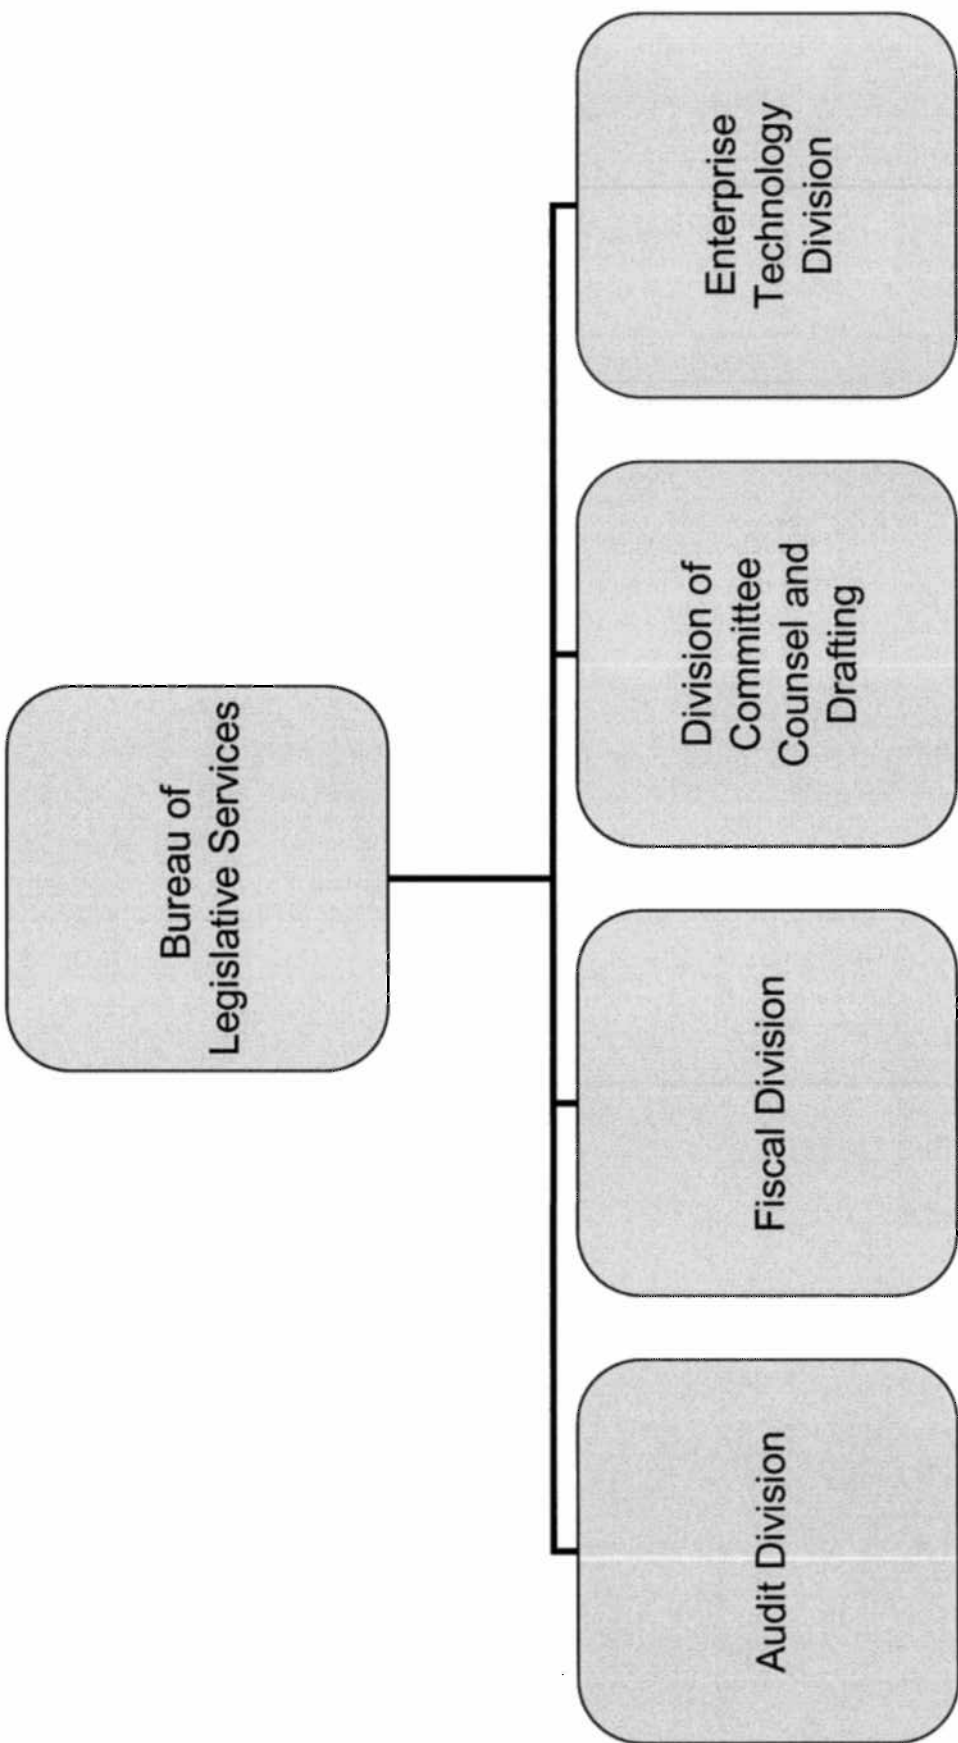 Bureau of
Legislative Services
Audit Division
Fiscal Division
Division of
Committee
Counsel and
Drafting
Enterprise
Technology
Division